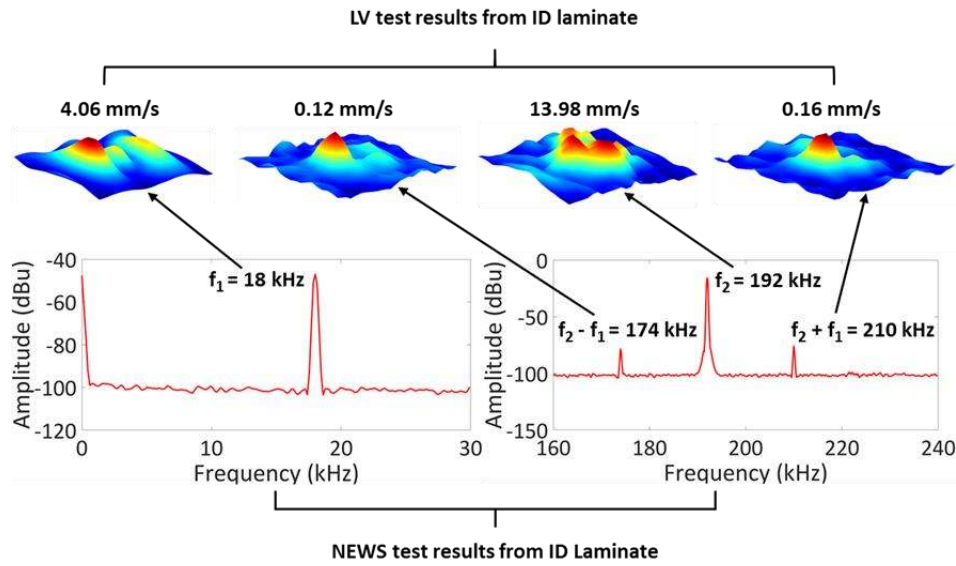 LV test results from ID laminate
4.06 mm/s 0.12 mm/s 13.98 mm/s 0.16 mm/s
-40
-60
-80
-100
-120
Amplitude (dBu)
f₁ = 18 kHz
0 10 20 30
Frequency (kHz)
0
-50
-100
-150
Amplitude (dBu)
f₂ = 192 kHz
f₂ - f₁ = 174 kHz
f₂ + f₁ = 210 kHz
160 180 200 220 240
Frequency (kHz)
NEWS test results from ID Laminate